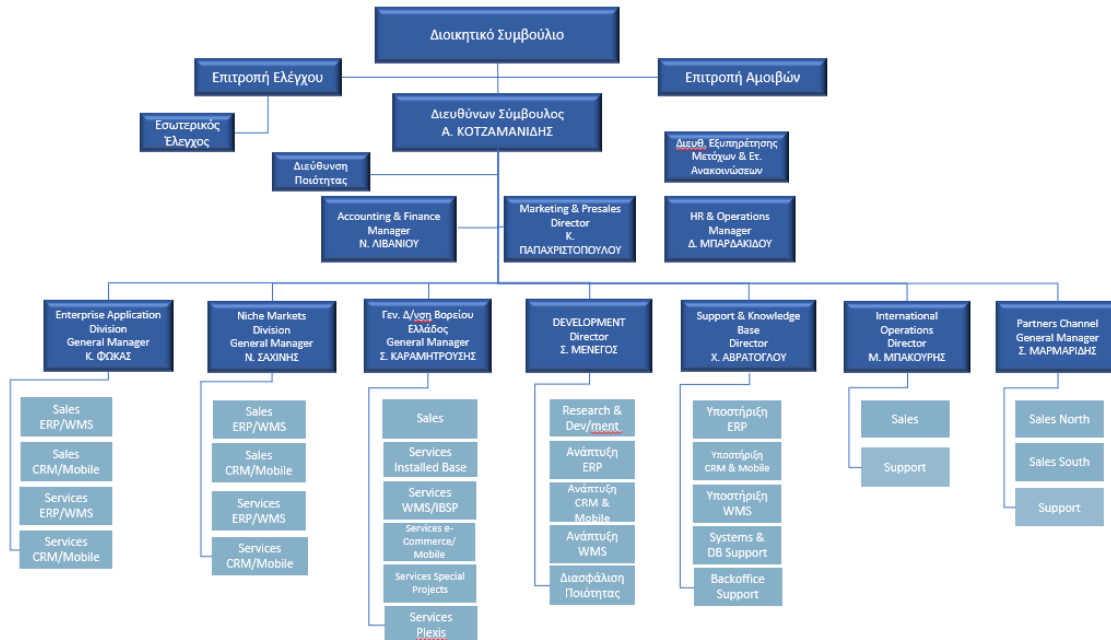 Διοικητικό Συμβούλιο
Επιτροπή Ελέγχου
Επιτροπή Αμοιβών
Διευθύνων Σύμβουλος
Α. ΚΟΤΖΑΜΑΝΙΔΗΣ
Εσωτερικός
Έλεγχος
Διευθ. Εξυπηρέτησης
Μετόχων & Ετ.
Ανακοινώσεων
Διεύθυνση
Ποιότητας
Accounting & Finance
Manager
Ν. ΛΙΒΑΝΙΟΥ
Marketing & Presales
Director
Κ.
ΠΑΠΑΧΡΙΣΤΟΠΟΥΛΟΥ
HR & Operations
Manager
Δ. ΜΠΑΡΔΑΚΙΔΟΥ
Enterprise Application
Division
General Manager
Κ. ΦΩΚΑΣ
Niche Markets
Division
General Manager
Ν. ΣΑΧΙΝΗΣ
Γεν. Δ/νση Βορείου
Ελλάδος
General Manager
Σ. ΚΑΡΑΜΗΤΡΟΥΣΗΣ
DEVELOPMENT
Director
Σ. ΜΕΝΕΓΟΣ
Support & Knowledge
Base
Director
Χ. ΑΒΡΑΤΟΓΛΟΥ
International
Operations
Director
Μ. ΜΠΑΚΟΥΡΗΣ
Partners Channel
General Manager
Σ. ΜΑΡΜΑΡΙΔΗΣ
Sales
ERP/WMS
Sales
CRM/Mobile
Services
ERP/WMS
Services
CRM/Mobile
Sales
ERP/WMS
Sales
CRM/Mobile
Services
ERP/WMS
Services
CRM/Mobile
Sales
Services
Installed Base
Services
WMS/IBSP
Services e-
Commerce/
Mobile
Services Special
Projects
Services
Plexis
Research &
Dev/ment
Ανάπτυξη
ERP
Ανάπτυξη
CRM &
Mobile
Ανάπτυξη
WMS
Διασφάλιση
Ποιότητας
Υποστήριξη
ERP
Υποστήριξη
CRM & Mobile
Υποστήριξη
WMS
Systems &
DB Support
Backoffice
Support
Sales
Support
Sales North
Sales South
Support